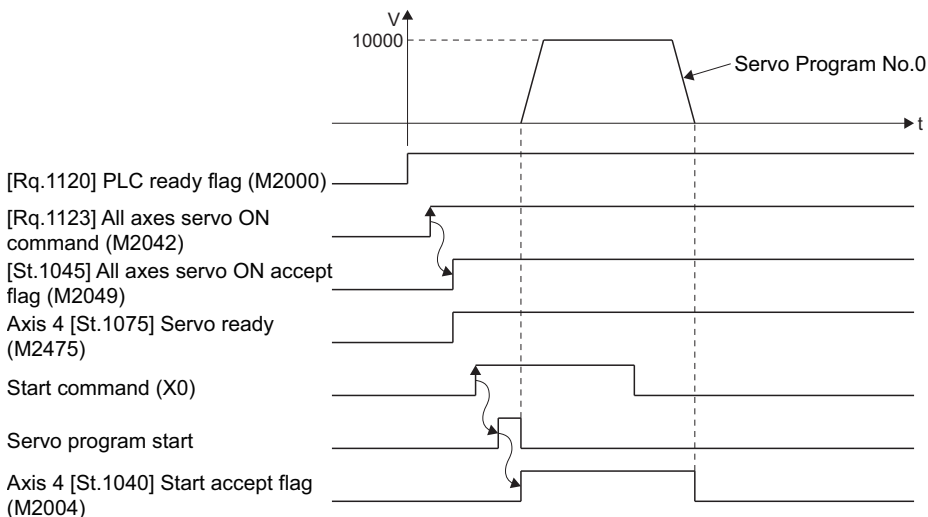 V
10000
Servo Program No.0
t
[Rq.1120] PLC ready flag (M2000)
[Rq.1123] All axes servo ON
command (M2042)
[St.1045] All axes servo ON accept
flag (M2049)
Axis 4 [St.1075] Servo ready
(M2475)
Start command (X0)
Servo program start
Axis 4 [St.1040] Start accept flag
(M2004)